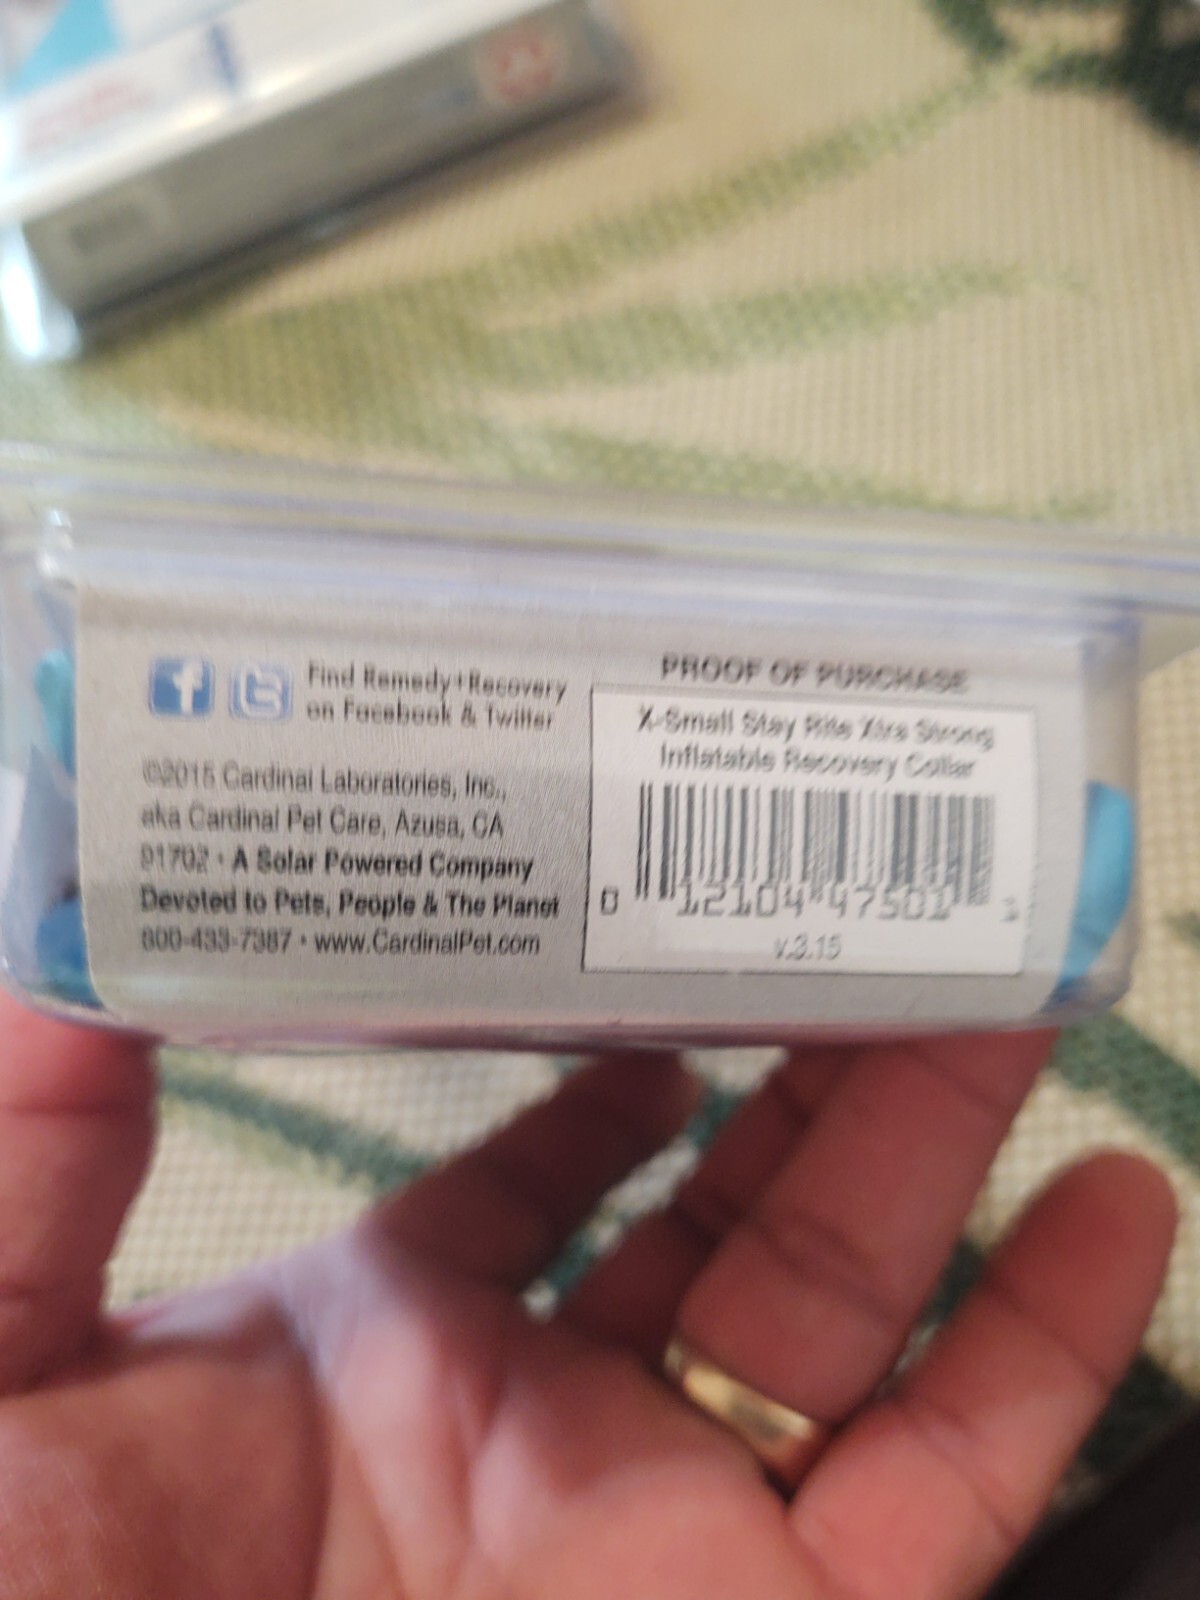 Find Remedy+Recovery
on Facebook & Twitter
©2015 Cardinal Laboratories, Inc.,
aka Cardinal Pet Care, Azusa, CA
91702 • A Solar Powered Company
Devoted to Pets, People & The Planet
800-433-7387 • www.CardinalPet.com
PROOF OF PURCHASE
X-Small Stay Rite Xtra Strong
Inflatable Recovery Collar
0 12104 47501
v.3.15